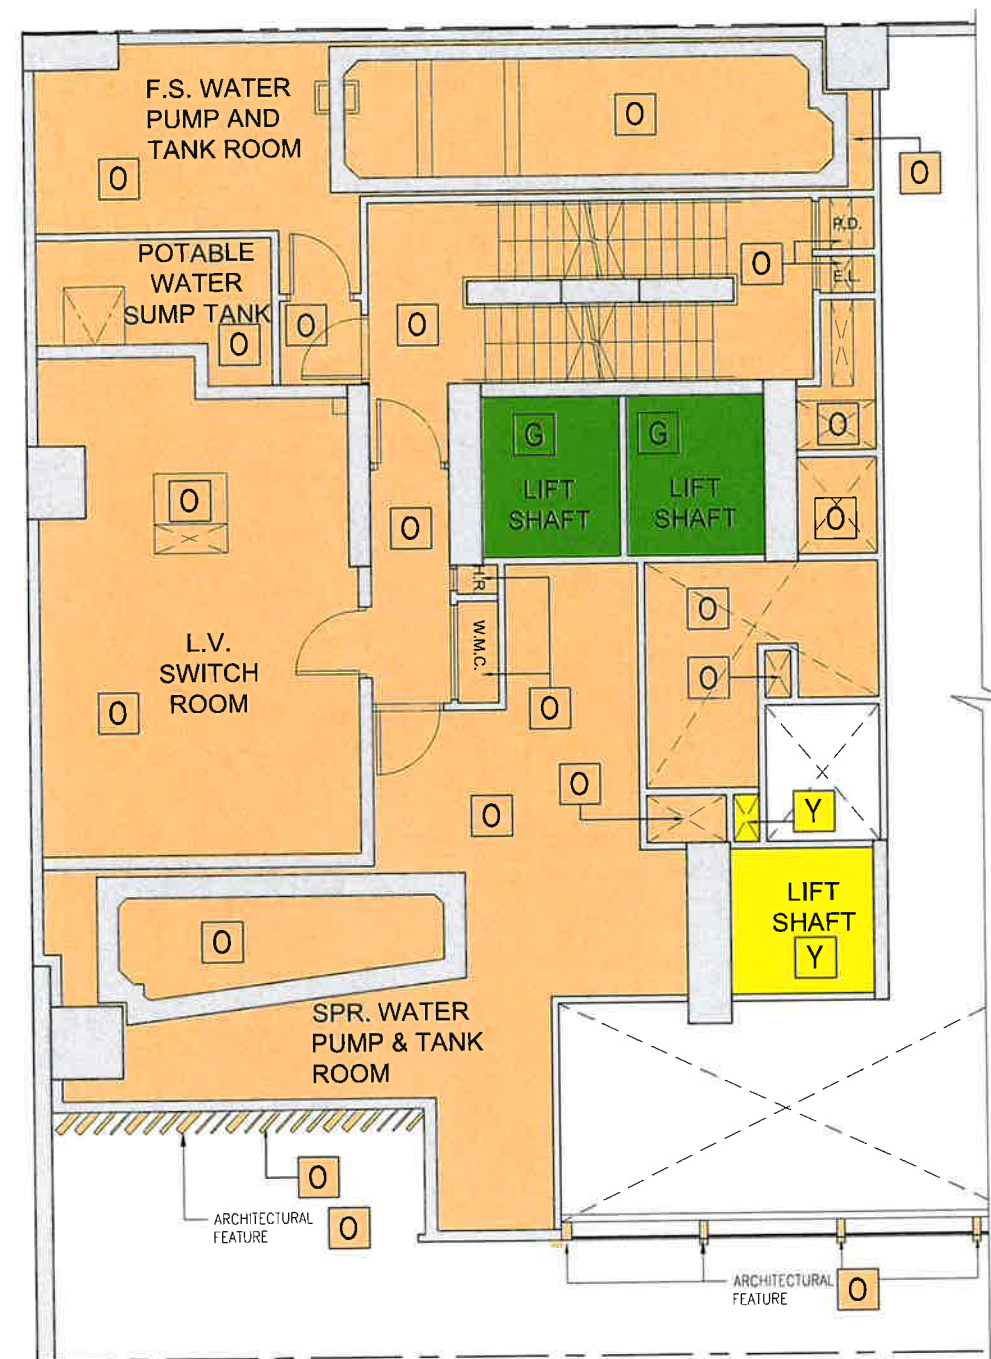 F.S. WATER
PUMP AND
TANK ROOM
O
O
O
POTABLE
WATER
SUMP TANK
O
O
O
O
P.D.
E.L.
O
G
LIFT
SHAFT
G
LIFT
SHAFT
O
O
O
H.R
W.M.C.
O
L.V.
SWITCH
ROOM
O
O
O
O
O
O
Y
LIFT
SHAFT
Y
O
SPR. WATER
PUMP & TANK
ROOM
O
ARCHITECTURAL
FEATURE
O
ARCHITECTURAL
FEATURE
O